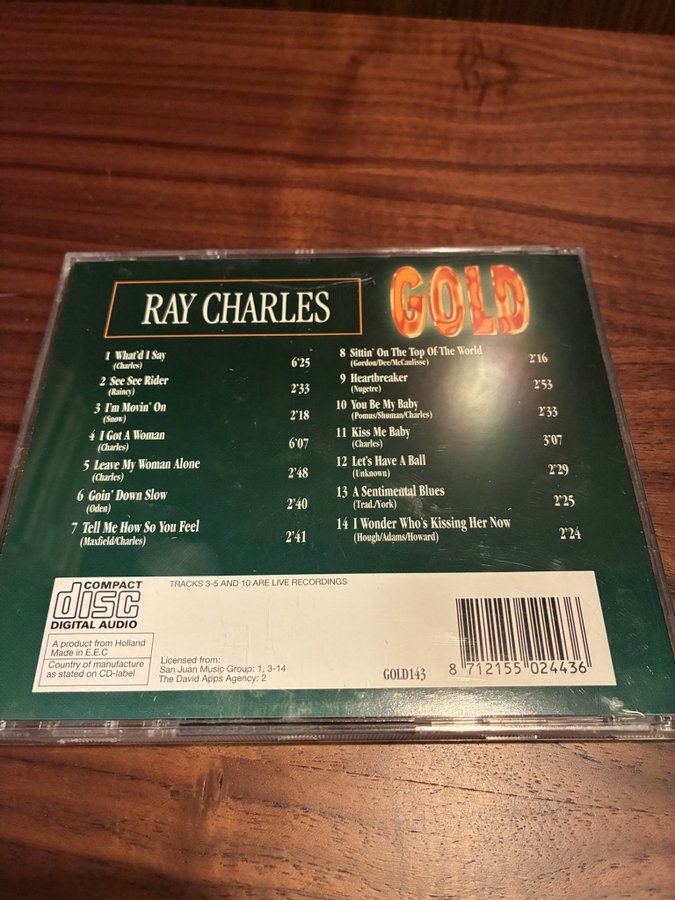 RAY CHARLES
GOLD
1 What'd I Say 6'25
(Charles)
2 See See Rider 2'33
(Rainey)
3 I'm Movin' On 2'18
(Snow)
4 I Got A Woman 6'07
(Charles)
5 Leave My Woman Alone 2'48
(Charles)
6 Goin' Down Slow 2'40
(Oden)
7 Tell Me How So You Feel 2'41
(Maxfield/Charles)
8 Sittin' On The Top Of The World 2'16
(Gordon/Dee/McCaulisse)
9 Heartbreaker 2'53
(Nugetre)
10 You Be My Baby 2'33
(Pomus/Shuman/Charles)
11 Kiss Me Baby 3'07
(Charles)
12 Let's Have A Ball 2'29
(Unknown)
13 A Sentimental Blues 2'25
(Trad./York)
14 I Wonder Who's Kissing Her Now 2'24
(Hough/Adams/Howard)
COMPACT
disc
DIGITAL AUDIO
A product from Holland
Made in E.E.C
Country of manufacture
as stated on CD-label
TRACKS 3-5 AND 10 ARE LIVE RECORDINGS
Licensed from:
San Juan Music Group: 1, 3-14
The David Apps Agency: 2
GOLD143
8 712155 024436